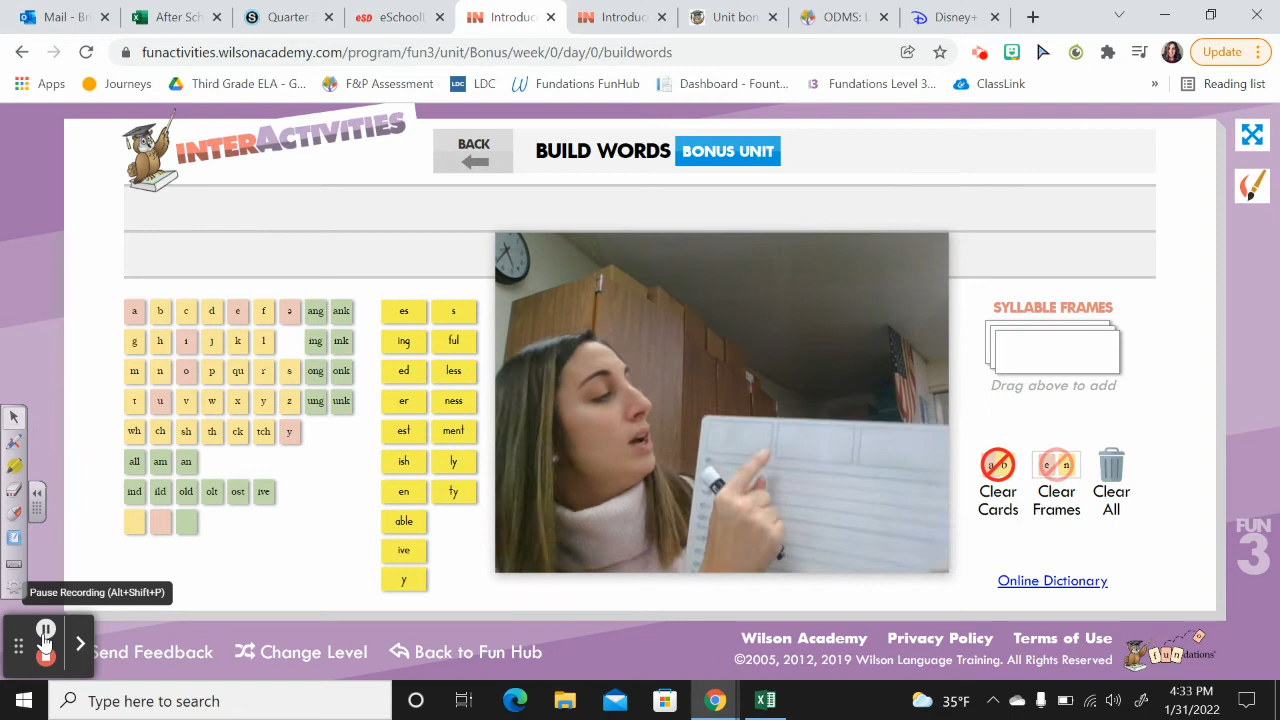 Mail - Br
After Sch
Quarter
eSD eSchoolI
Introduc
Introduc
Unit bon
ODMS: L
Disney+
funactivities.wilsonacademy.com/program/fun3/unit/Bonus/week/0/day/0/buildwords
Update
Apps
Journeys
Third Grade ELA - G...
F&P Assessment
LDC LDC
Fundations FunHub
Dashboard - Fount...
Fundations Level 3...
ClassLink
»
Reading list
INTERACTIVITIES
BACK
BUILD WORDS BONUS UNIT
a b c d e f ə ang ank
g h i j k l ing ink
m n o p qu r s ong onk
t u v w x y z ung unk
wh ch sh th ck tch y
all am an
ind ild old olt ost ive
es s
ing ful
ed less
er ness
est ment
ish ly
en ty
able
ive
y
SYLLABLE FRAMES
Drag above to add
a b
e n
Clear Cards
Clear Frames
Clear All
Online Dictionary
FUN
3
Pause Recording (Alt+Shift+P)
Send Feedback
Change Level
Back to Fun Hub
Wilson Academy Privacy Policy Terms of Use
©2005, 2012, 2019 Wilson Language Training. All Rights Reserved
fundations
Type here to search
35°F
4:33 PM
1/31/2022